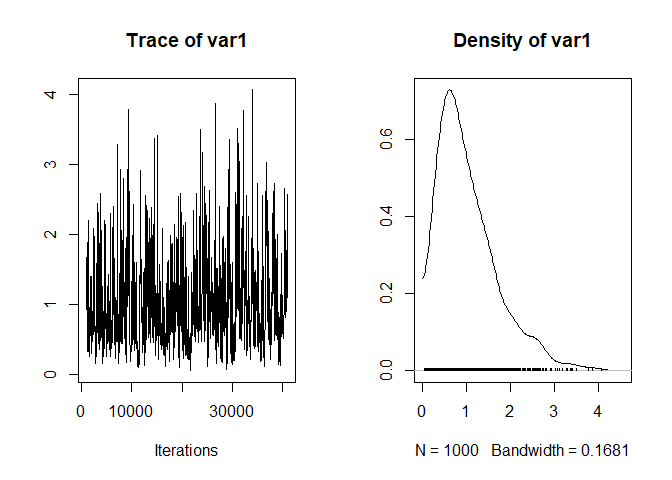 Trace of var1
4
3
2
1
0
0 10000 30000
Iterations
Density of var1
0.6
0.4
0.2
0.0
0 1 2 3 4
N = 1000 Bandwidth = 0.1681